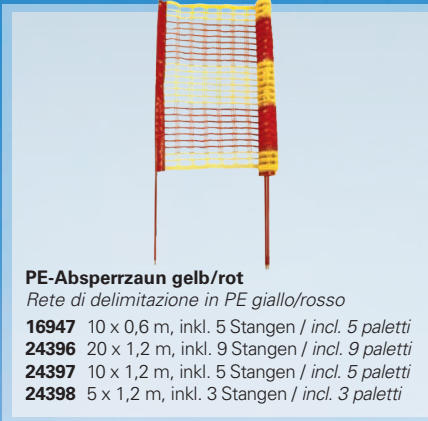 PE-Absperrzaun gelb/rot
Rete di delimitazione in PE giallo/rosso
16947 10 x 0,6 m, inkl. 5 Stangen / incl. 5 paletti
24396 20 x 1,2 m, inkl. 9 Stangen / incl. 9 paletti
24397 10 x 1,2 m, inkl. 5 Stangen / incl. 5 paletti
24398 5 x 1,2 m, inkl. 3 Stangen / incl. 3 paletti